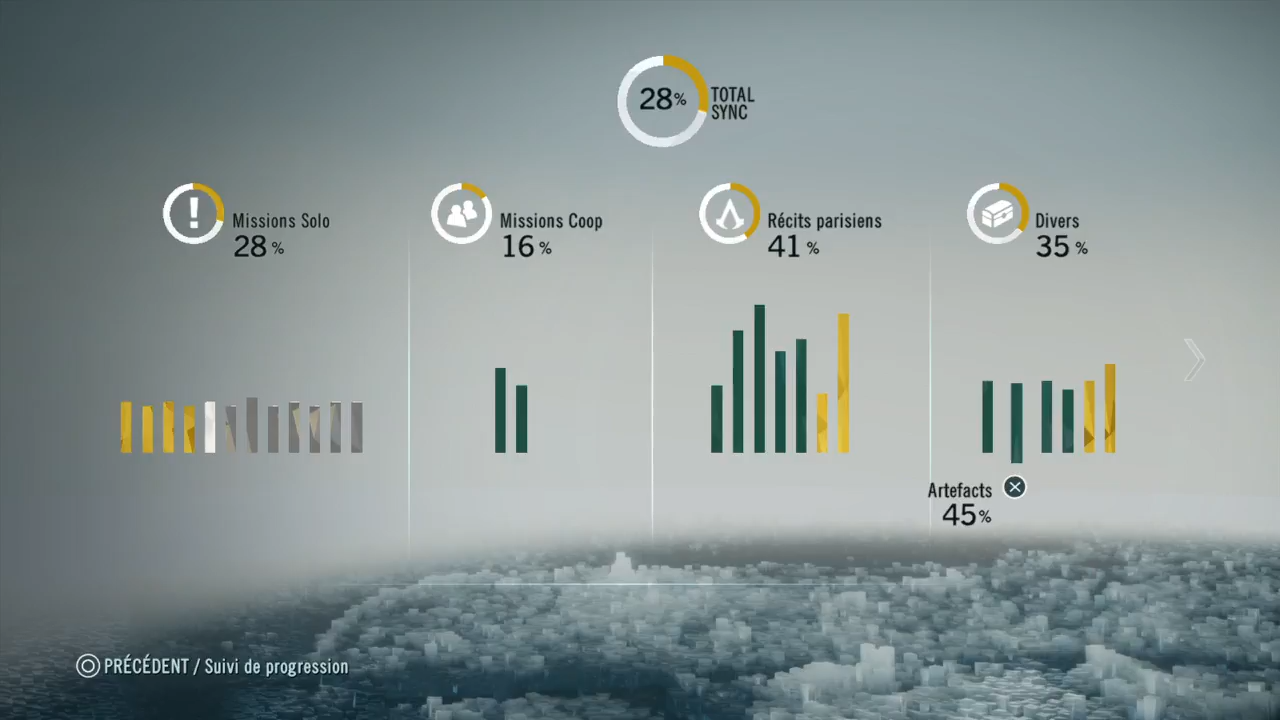 28%
TOTAL
SYNC
Missions Solo
28 %
Missions Coop
16 %
Récits parisiens
41 %
Divers
35 %
Artefacts
45 %
PRÉCÉDENT / Suivi de progression